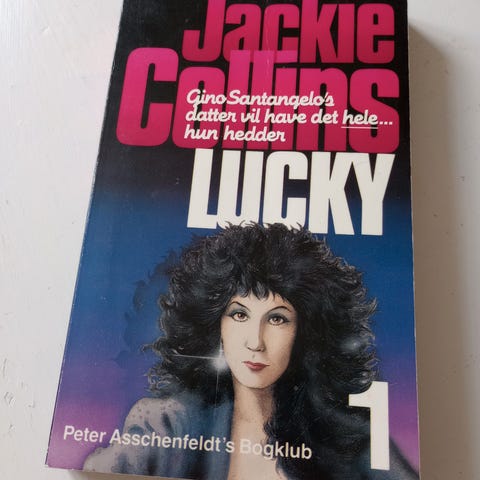 Jackie
Collins
Gino Santangelo's
datter vil have det hele...
hun hedder
LUCKY
1
Peter Asschenfeldt's Bogklub